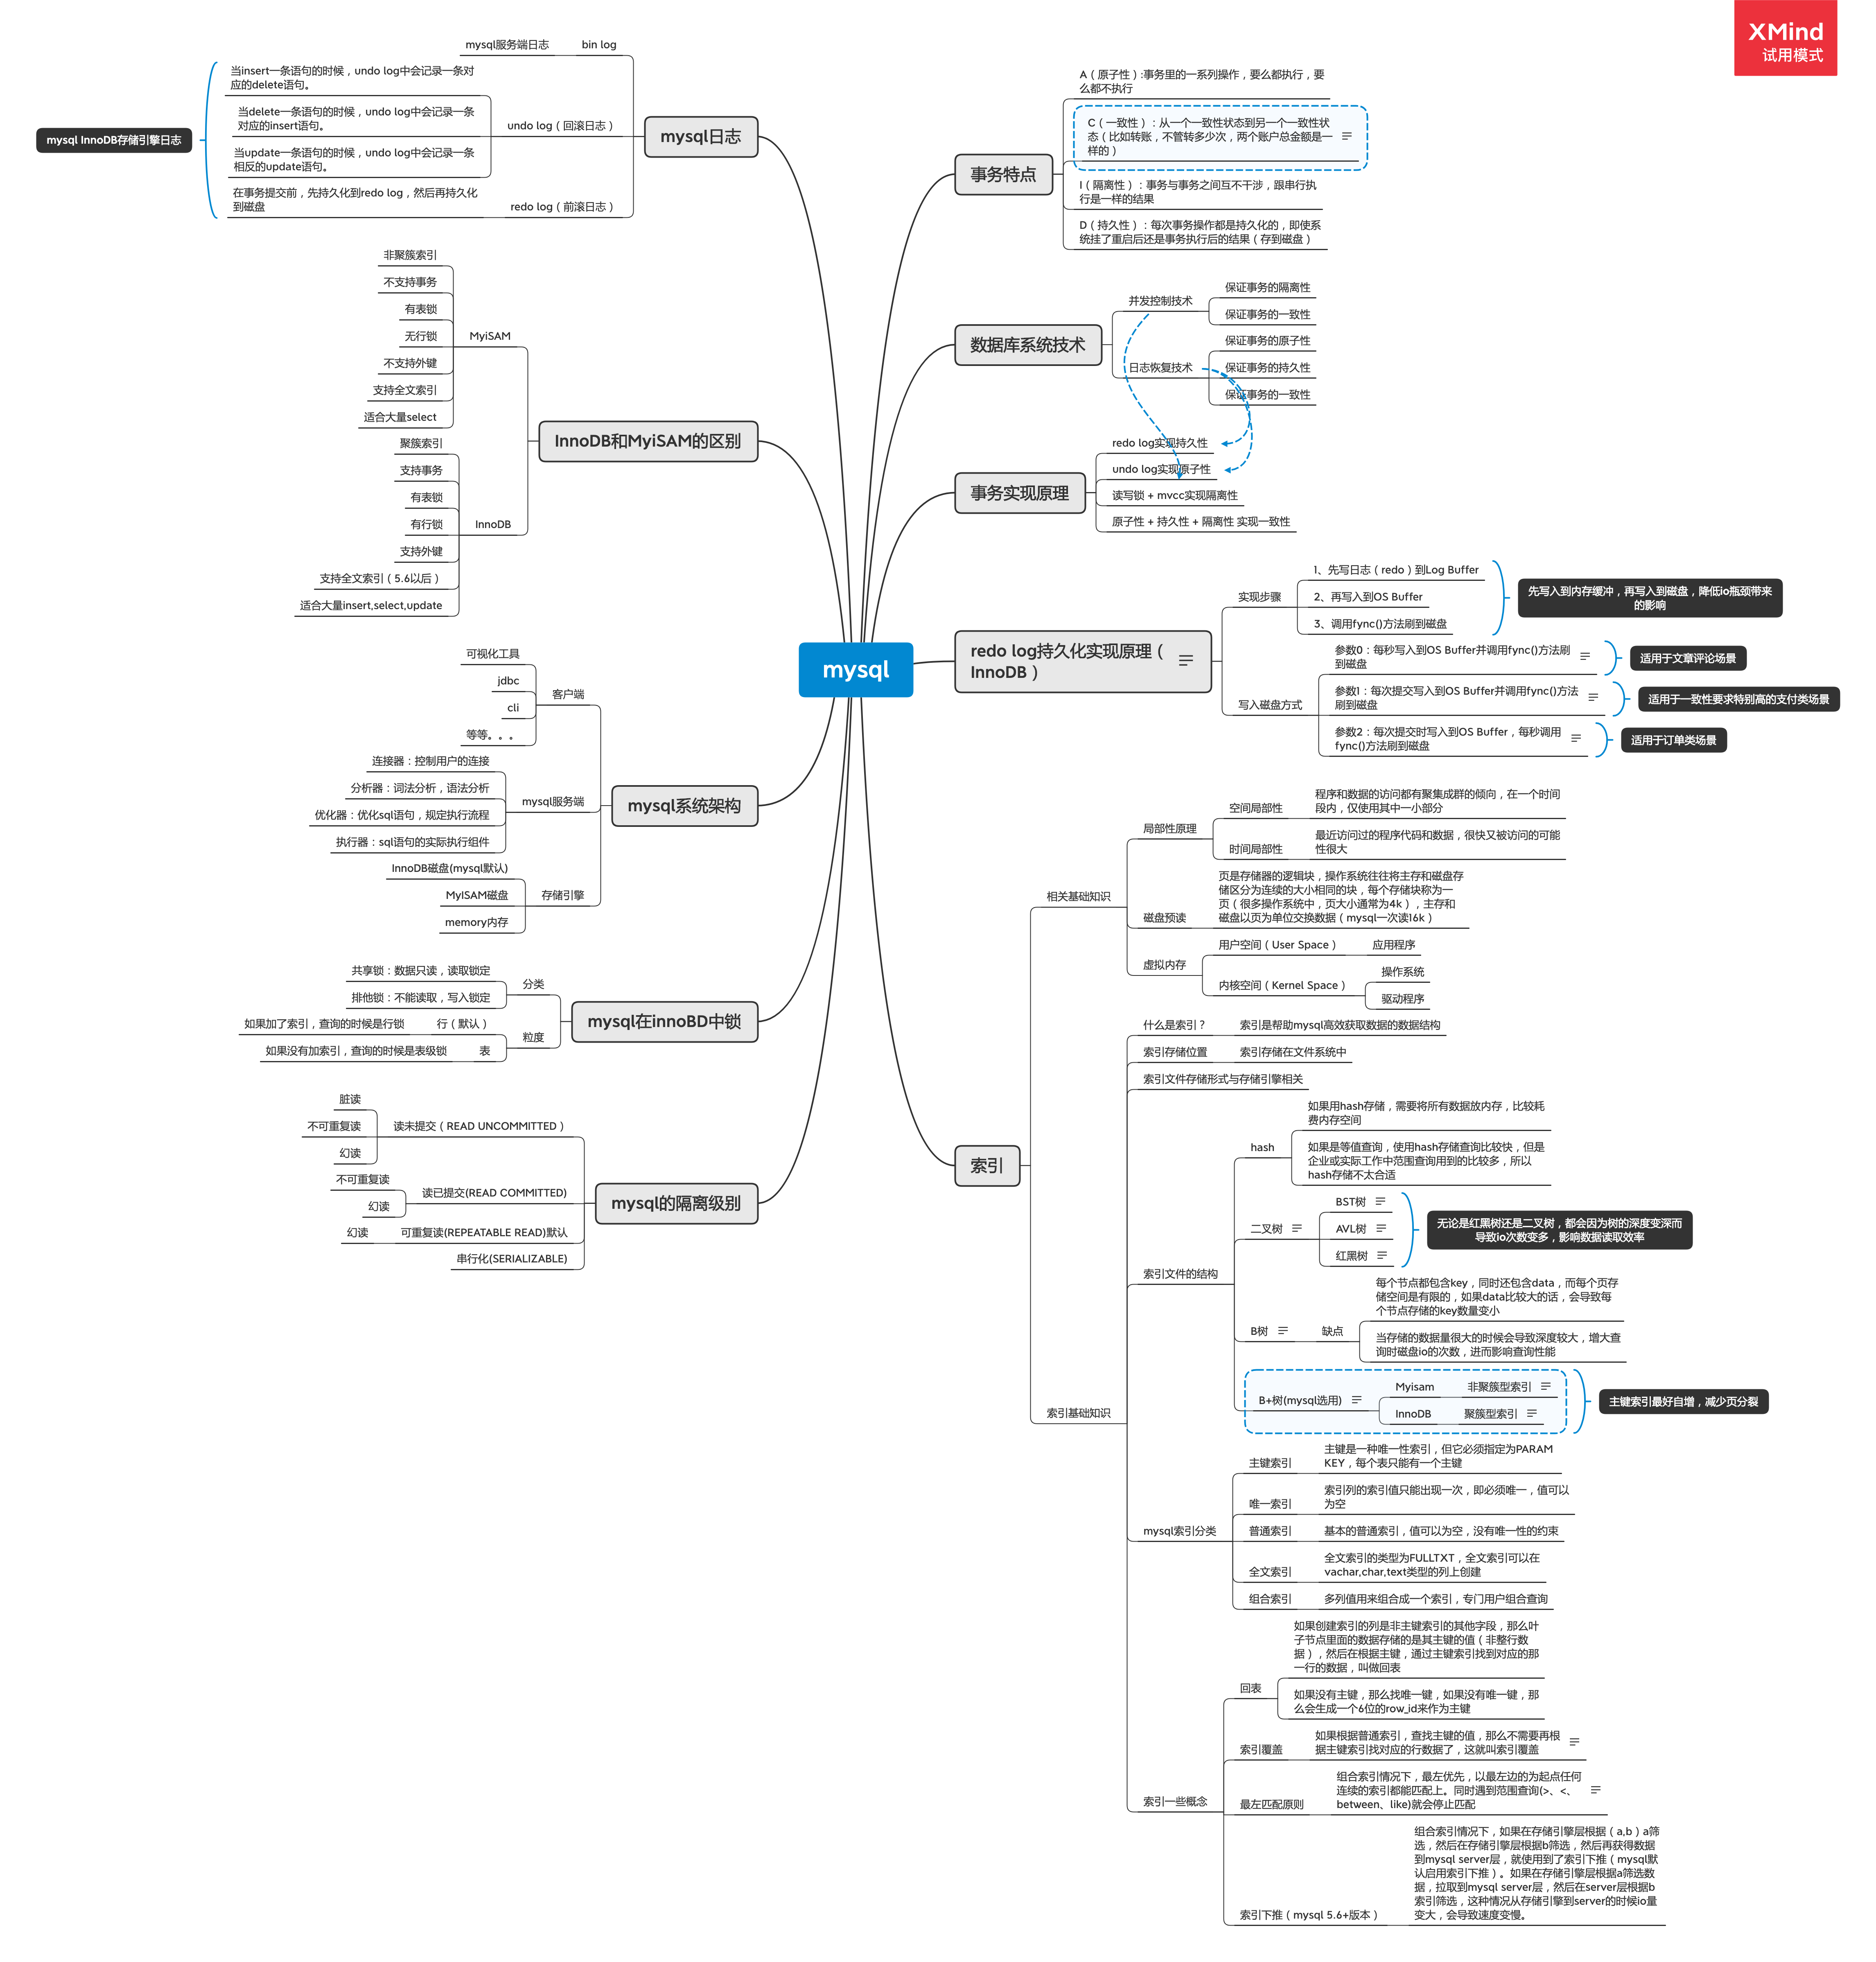 XMind
试用模式
mysql
mysql日志
mysql服务端日志
bin log
当insert一条语句的时候，undo log中会记录一条对
应的delete语句。
当delete一条语句的时候，undo log中会记录一条
对应的insert语句。
undo log（回滚日志）
当update一条语句的时候，undo log中会记录一条
相反的update语句。
在事务提交前，先持久化到redo log，然后再持久化
到磁盘
redo log（前滚日志）
mysql InnoDB存储引擎日志
InnoDB和MyiSAM的区别
非聚簇索引
不支持事务
有表锁
无行锁
MyiSAM
不支持外键
支持全文索引
适合大量select
聚簇索引
支持事务
有表锁
有行锁
InnoDB
支持外键
支持全文索引（5.6以后）
适合大量insert,select,update
mysql系统架构
可视化工具
jdbc
客户端
cli
等等。。。
连接器：控制用户的连接
分析器：词法分析，语法分析
mysql服务端
优化器：优化sql语句，规定执行流程
执行器：sql语句的实际执行组件
InnoDB磁盘(mysql默认)
MyISAM磁盘
存储引擎
memory内存
mysql在innoBD中锁
共享锁：数据只读，读取锁定
分类
排他锁：不能读取，写入锁定
如果加了索引，查询的时候是行锁
行（默认）
粒度
如果没有加索引，查询的时候是表级锁
表
mysql的隔离级别
脏读
不可重复读
读未提交（READ UNCOMMITTED）
幻读
不可重复读
读已提交(READ COMMITTED)
幻读
幻读
可重复读(REPEATABLE READ)默认
串行化(SERIALIZABLE)
事务特点
A（原子性）:事务里的一系列操作，要么都执行，要
么都不执行
C（一致性）：从一个一致性状态到另一个一致性状
态（比如转账，不管转多少次，两个账户总金额是一
样的）
I（隔离性）：事务与事务之间互不干涉，跟串行执
行是一样的结果
D（持久性）：每次事务操作都是持久化的，即使系
统挂了重启后还是事务执行后的结果（存到磁盘）
数据库系统技术
并发控制技术
保证事务的隔离性
保证事务的一致性
日志恢复技术
保证事务的原子性
保证事务的持久性
保证事务的一致性
事务实现原理
redo log实现持久性
undo log实现原子性
读写锁 + mvcc实现隔离性
原子性 + 持久性 + 隔离性 实现一致性
redo log持久化实现原理（
InnoDB）
实现步骤
1、先写日志（redo）到Log Buffer
2、再写入到OS Buffer
3、调用fync()方法刷到磁盘
先写入到内存缓冲，再写入到磁盘，降低io瓶颈带来
的影响
写入磁盘方式
参数0：每秒写入到OS Buffer并调用fync()方法刷
到磁盘
适用于文章评论场景
参数1：每次提交写入到OS Buffer并调用fync()方法
刷到磁盘
适用于一致性要求特别高的支付类场景
参数2：每次提交时写入到OS Buffer，每秒调用
fync()方法刷到磁盘
适用于订单类场景
索引
相关基础知识
局部性原理
空间局部性
程序和数据的访问都有聚集成群的倾向，在一个时间
段内，仅使用其中一小部分
时间局部性
最近访问过的程序代码和数据，很快又被访问的可能
性很大
磁盘预读
页是存储器的逻辑块，操作系统往往将主存和磁盘存
储区分为连续的大小相同的块，每个存储块称为一
页（很多操作系统中，页大小通常为4k），主存和
磁盘以页为单位交换数据（mysql一次读16k）
虚拟内存
用户空间（User Space）
应用程序
内核空间（Kernel Space）
操作系统
驱动程序
索引基础知识
什么是索引？
索引是帮助mysql高效获取数据的数据结构
索引存储位置
索引存储在文件系统中
索引文件存储形式与存储引擎相关
索引文件的结构
hash
如果用hash存储，需要将所有数据放内存，比较耗
费内存空间
如果是等值查询，使用hash存储查询比较快，但是
企业或实际工作中范围查询用到的比较多，所以
hash存储不太合适
二叉树
BST树
AVL树
红黑树
无论是红黑树还是二叉树，都会因为树的深度变深而
导致io次数变多，影响数据读取效率
B树
缺点
每个节点都包含key，同时还包含data，而每个页存
储空间是有限的，如果data比较大的话，会导致每
个节点存储的key数量变小
当存储的数据量很大的时候会导致深度较大，增大查
询时磁盘io的次数，进而影响查询性能
B+树(mysql选用)
Myisam
非聚簇型索引
InnoDB
聚簇型索引
主键索引最好自增，减少页分裂
mysql索引分类
主键索引
主键是一种唯一性索引，但它必须指定为PARAM
KEY，每个表只能有一个主键
唯一索引
索引列的索引值只能出现一次，即必须唯一，值可以
为空
普通索引
基本的普通索引，值可以为空，没有唯一性的约束
全文索引
全文索引的类型为FULLTXT，全文索引可以在
vachar,char,text类型的列上创建
组合索引
多列值用来组合成一个索引，专门用户组合查询
索引一些概念
回表
如果创建索引的列是非主键索引的其他字段，那么叶
子节点里面的数据存储的是其主键的值（非整行数
据），然后在根据主键，通过主键索引找到对应的那
一行的数据，叫做回表
如果没有主键，那么找唯一键，如果没有唯一键，那
么会生成一个6位的row_id来作为主键
索引覆盖
如果根据普通索引，查找主键的值，那么不需要再根
据主键索引找对应的行数据了，这就叫索引覆盖
最左匹配原则
组合索引情况下，最左优先，以最左边的为起点任何
连续的索引都能匹配上。同时遇到范围查询(>、<、
between、like)就会停止匹配
索引下推（mysql 5.6+版本）
组合索引情况下，如果在存储引擎层根据（a,b）a筛
选，然后在存储引擎层根据b筛选，然后再获得数据
到mysql server层，就使用到了索引下推（mysql默
认启用索引下推）。如果在存储引擎层根据a筛选数
据，拉取到mysql server层，然后在server层根据b
索引筛选，这种情况从存储引擎到server的时候io量
变大，会导致速度变慢。